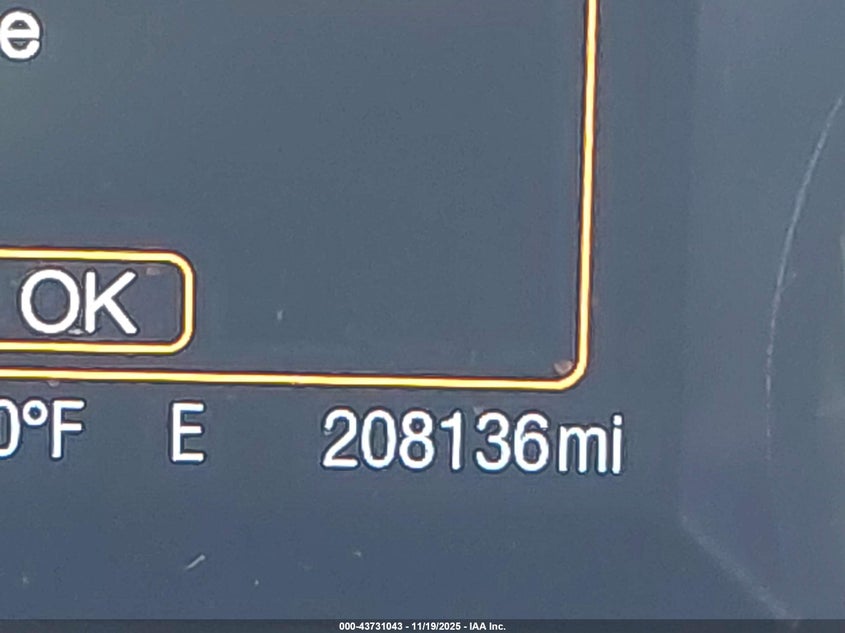 e
OK
0°F E 208136mi
000-43731043 - 11/19/2025 - IAA Inc.